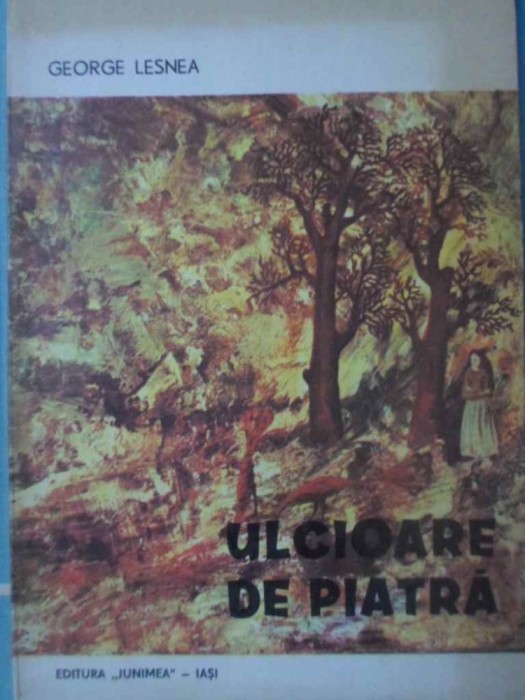 GEORGE LESNEA
ULCIOARE
DE PIATRĂ
EDITURA „JUNIMEA" – IAȘI